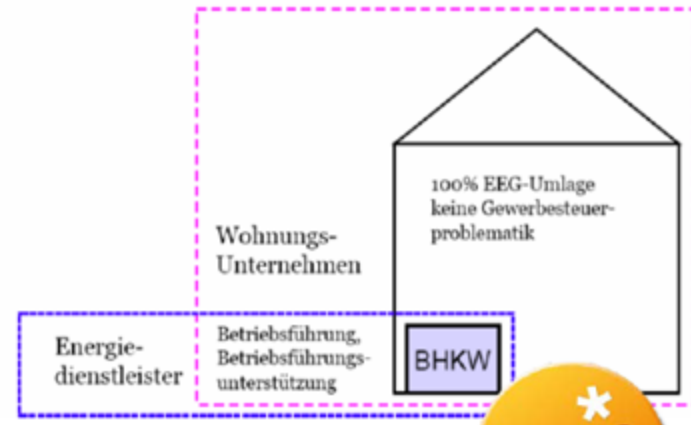 100% EEG-Umlage
keine Gewerbesteuer-
problematik
Wohnungs-
Unternehmen
Energie-
dienstleister
Betriebsführung,
Betriebsführungs-
unterstützung
BHKW
*